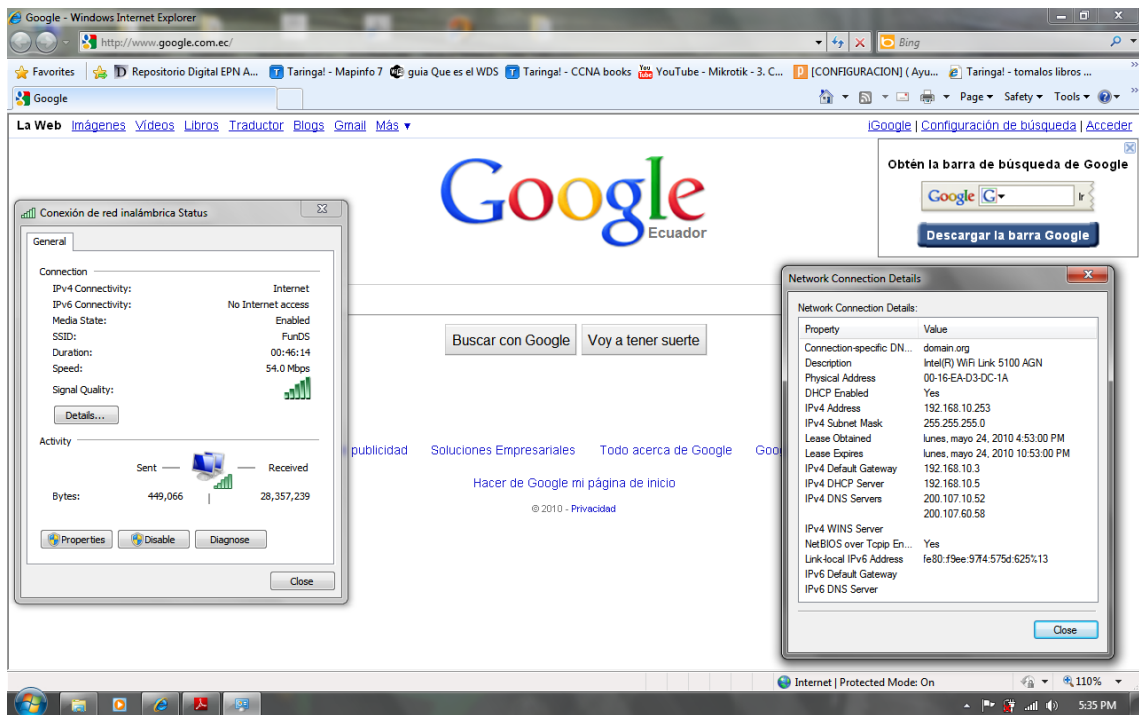 Google - Windows Internet Explorer
http://www.google.com.ec/
Bing
Favorites Repositorio Digital EPN A... Taringa! - Mapinfo 7 guia Que es el WDS Taringa! - CCNA books YouTube - Mikrotik - 3. C... [CONFIGURACION] ( Ayu... Taringa! - tomalos libros ...
Google
Page Safety Tools
La Web Imágenes Vídeos Libros Traductor Blogs Gmail Más
iGoogle | Configuración de búsqueda | Acceder
Obtén la barra de búsqueda de Google
Google G Ir
Descargar la barra Google
Google
Ecuador
Buscar con Google Voy a tener suerte
publicidad Soluciones Empresariales Todo acerca de Google Goo
Hacer de Google mi página de inicio
© 2010 - Privacidad
Conexión de red inalámbrica Status
General
Connection
IPv4 Connectivity: Internet
IPv6 Connectivity: No Internet access
Media State: Enabled
SSID: FunDS
Duration: 00:46:14
Speed: 54.0 Mbps
Signal Quality:
Details...
Activity
Sent Received
Bytes: 449,066 28,357,239
Properties Disable Diagnose
Close
Network Connection Details
Network Connection Details:
Property Value
Connection-specific DN... domain.org
Description Intel(R) WiFi Link 5100 AGN
Physical Address 00-16-EA-D3-DC-1A
DHCP Enabled Yes
IPv4 Address 192.168.10.253
IPv4 Subnet Mask 255.255.255.0
Lease Obtained lunes, mayo 24, 2010 4:53:00 PM
Lease Expires lunes, mayo 24, 2010 10:53:00 PM
IPv4 Default Gateway 192.168.10.3
IPv4 DHCP Server 192.168.10.5
IPv4 DNS Servers 200.107.10.52
200.107.60.58
IPv4 WINS Server
NetBIOS over Tcpip En... Yes
Link-local IPv6 Address fe80::f9ee:97f4:575d:625%13
IPv6 Default Gateway
IPv6 DNS Server
Close
Internet | Protected Mode: On 110%
5:35 PM